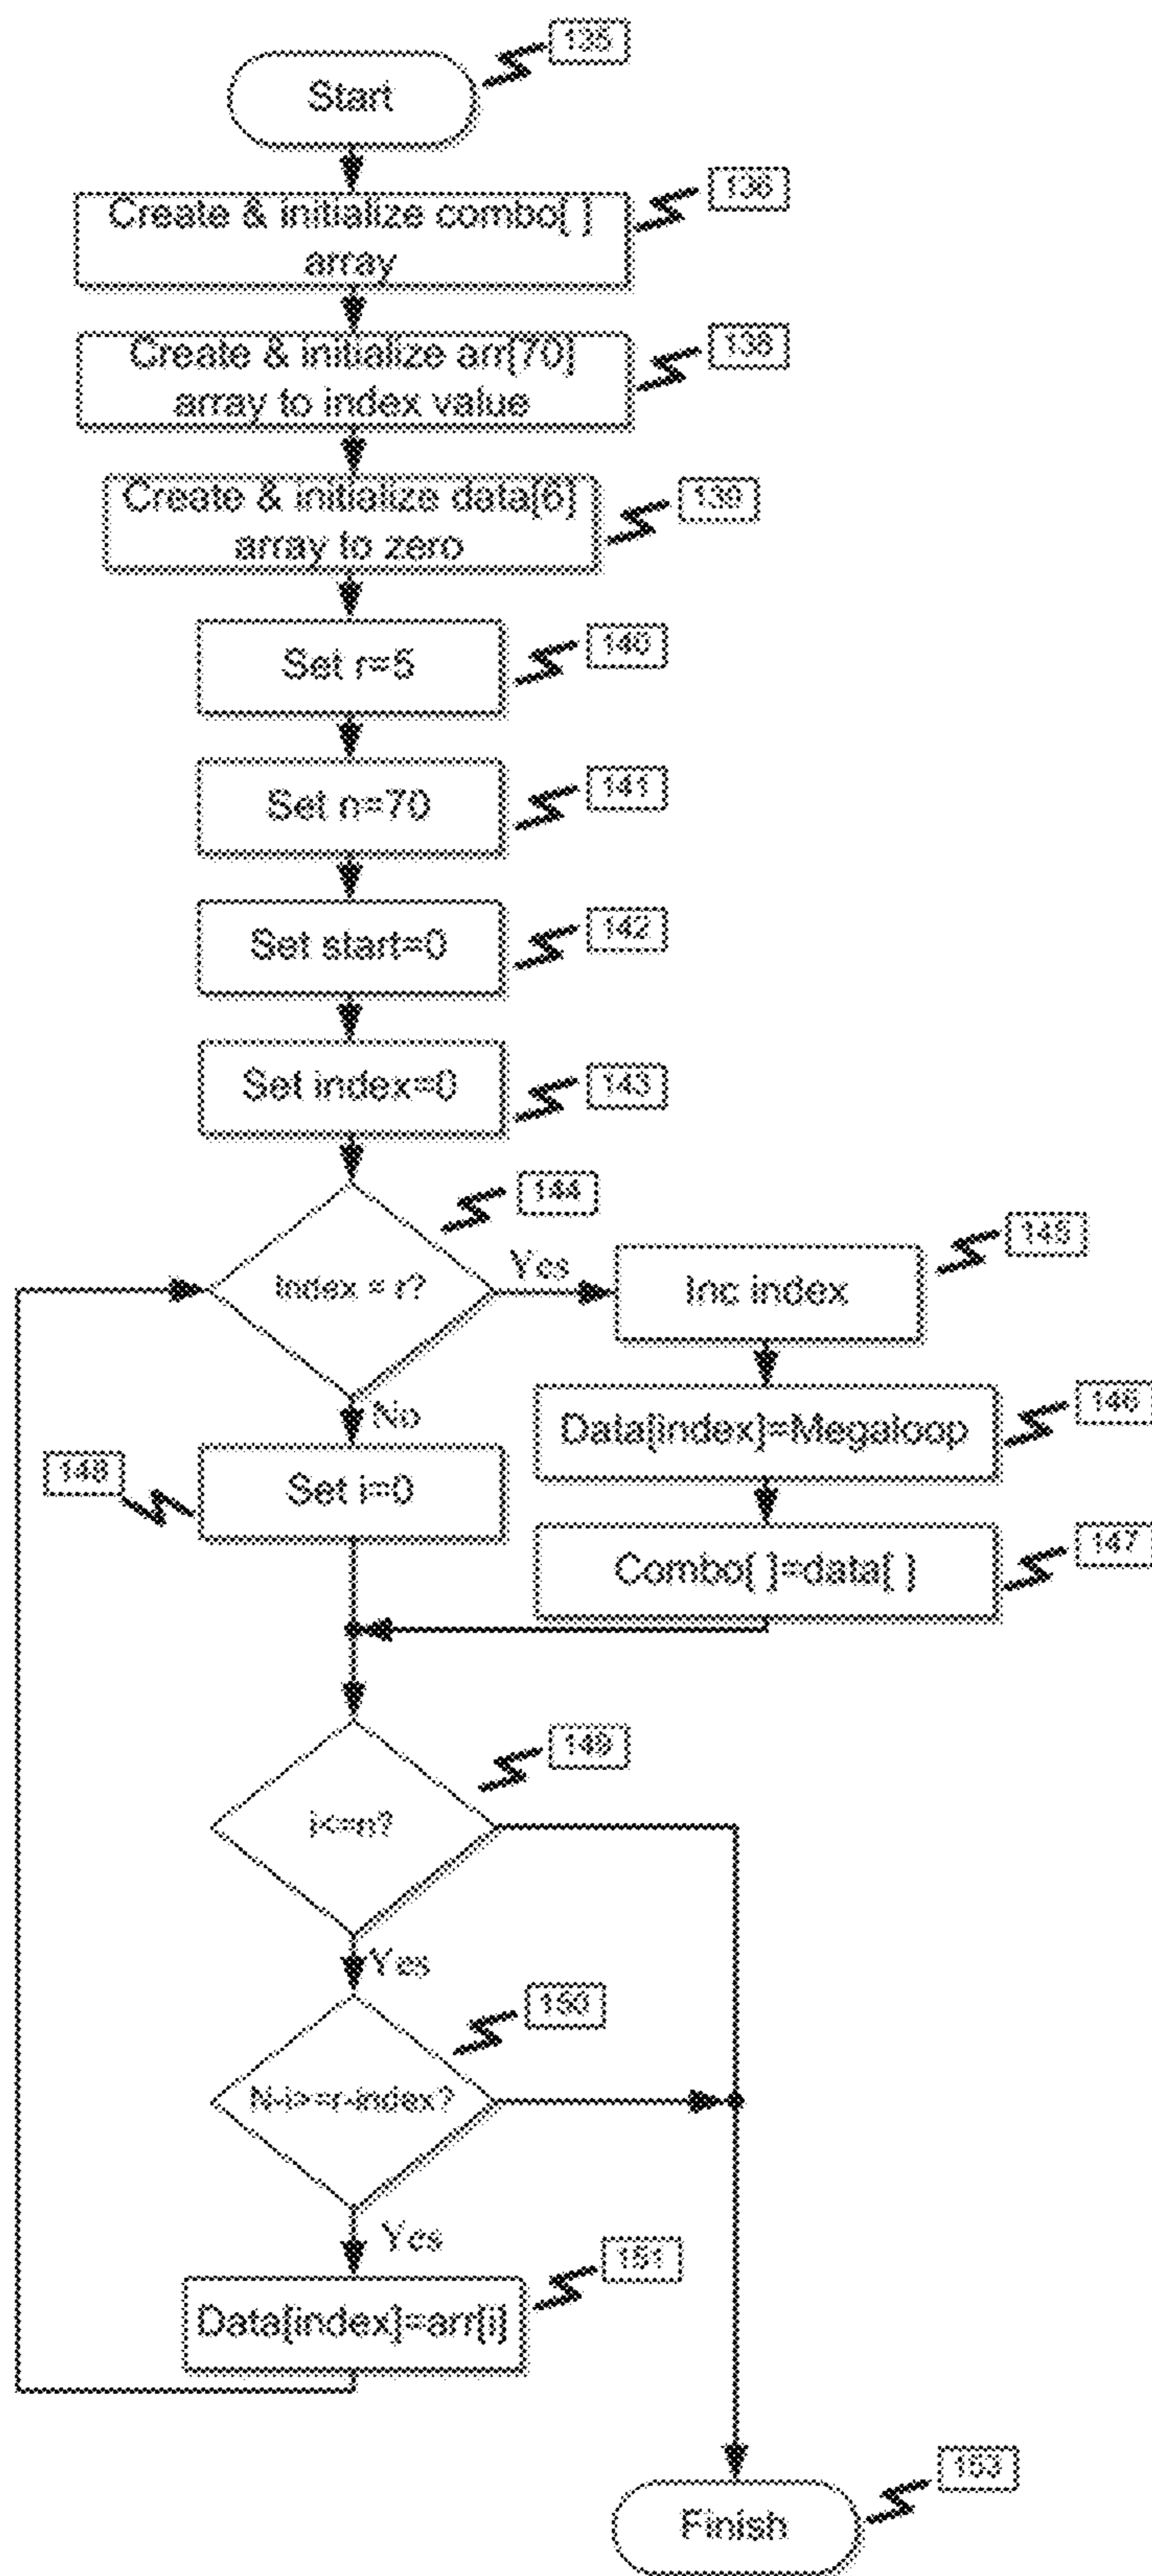 Start
135
Create & initialize combo[ ]
array
136
Create & initialize arr[70]
array to index value
138
Create & initialize data[6]
array to zero
139
Set r=5
140
Set n=70
141
Set start=0
142
Set index=0
143
Index = r?
144
Yes
Inc index
145
No
Data[index]=Megaloop
146
Set i=0
148
Combo[ ]=data[ ]
147
i<=n?
149
Yes
N-i>=r-index?
150
Yes
Data[index]=arr[i]
151
Finish
153